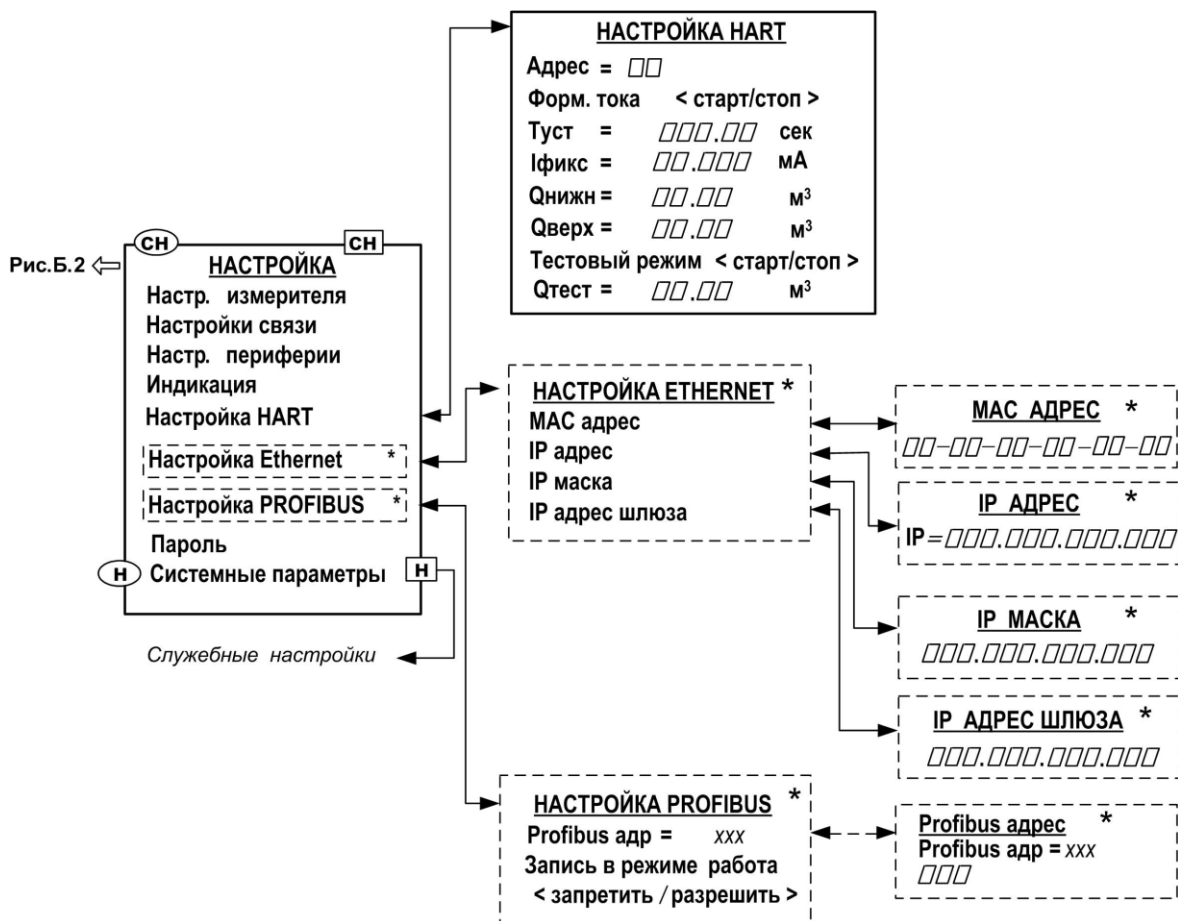 НАСТРОЙКА HART
Адрес = ▯▯
Форм. тока < старт/стоп >
Туст = ▯▯▯.▯▯ сек
Iфикс = ▯▯.▯▯▯ мА
Qнижн = ▯▯.▯▯ м³
Qверх = ▯▯.▯▯ м³
Тестовый режим < старт/стоп >
Qтест = ▯▯.▯▯ м³
Рис.Б.2
СН СН
НАСТРОЙКА
Настр. измерителя
Настройки связи
Настр. периферии
Индикация
Настройка HART
Настройка Ethernet *
Настройка PROFIBUS *
Пароль
Н Системные параметры Н
Служебные настройки
НАСТРОЙКА ETHERNET *
MAC адрес
IP адрес
IP маска
IP адрес шлюза
MAC АДРЕС *
▯▯–▯▯–▯▯–▯▯–▯▯–▯▯
IP АДРЕС *
IP=▯▯▯.▯▯▯.▯▯▯.▯▯▯
IP МАСКА *
▯▯▯.▯▯▯.▯▯▯.▯▯▯
IP АДРЕС ШЛЮЗА *
▯▯▯.▯▯▯.▯▯▯.▯▯▯
НАСТРОЙКА PROFIBUS *
Profibus адр = xxx
Запись в режиме работа
< запретить / разрешить >
Profibus адрес *
Profibus адр = xxx
▯▯▯